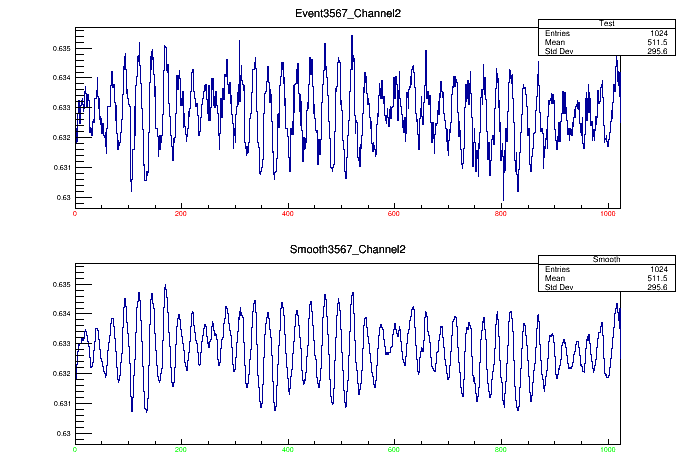 Event3567_Channel2
Test
Entries 1024
Mean 511.5
Std Dev 295.6
0.635
0.634
0.633
0.632
0.631
0.63
0 200 400 600 800 1000
Smooth3567_Channel2
Smooth
Entries 1024
Mean 511.5
Std Dev 295.6
0.635
0.634
0.633
0.632
0.631
0.63
0 200 400 600 800 1000